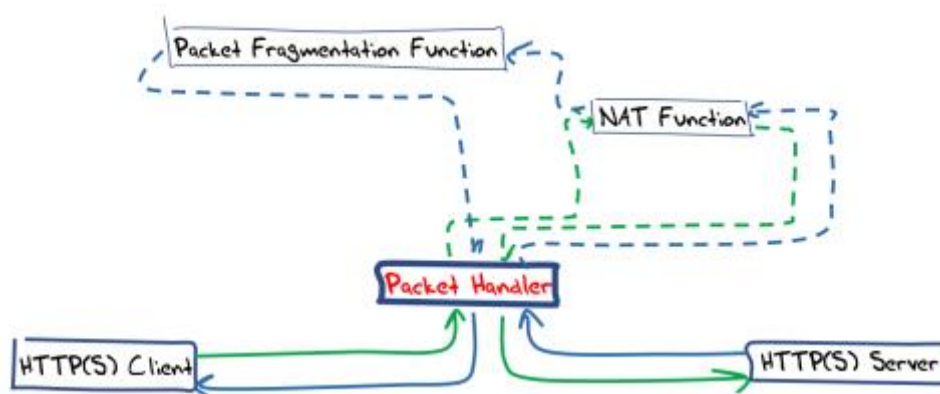 Packet Fragmentation Function
NAT Function
Packet Handler
HTTP(S) Client
HTTP(S) Server